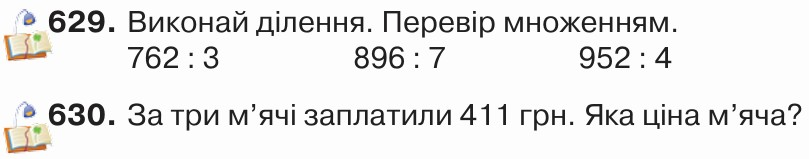 629. Виконай ділення. Перевір множенням.
762 : 3 896 : 7 952 : 4
630. За три м’ячі заплатили 411 грн. Яка ціна м’яча?